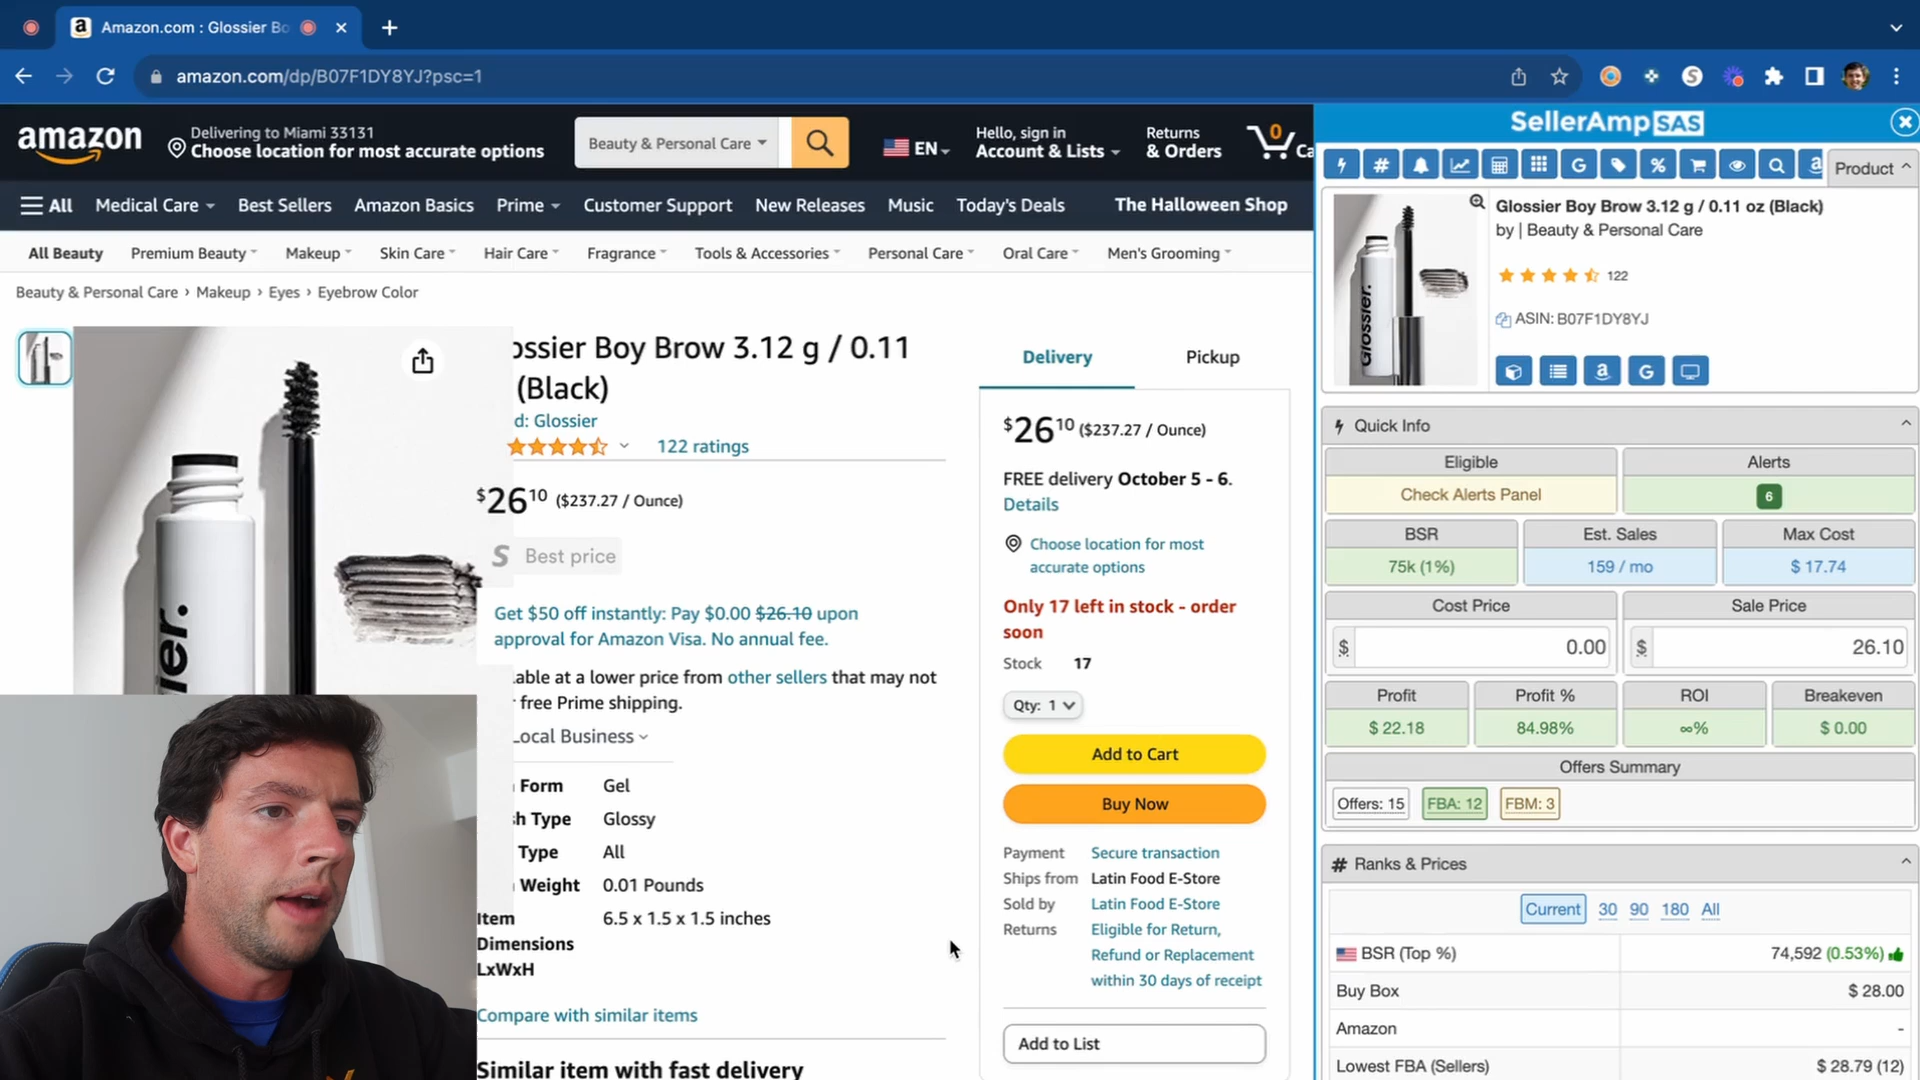 Amazon.com : Glossier Bo
amazon.com/dp/B07F1DY8YJ?psc=1
amazon
Delivering to Miami 33131
Choose location for most accurate options
Beauty & Personal Care
EN
Hello, sign in
Account & Lists
Returns
& Orders
0
Ca
All
Medical Care
Best Sellers
Amazon Basics
Prime
Customer Support
New Releases
Music
Today's Deals
The Halloween Shop
All Beauty
Premium Beauty
Makeup
Skin Care
Hair Care
Fragrance
Tools & Accessories
Personal Care
Oral Care
Men's Grooming
Beauty & Personal Care › Makeup › Eyes › Eyebrow Color
ossier Boy Brow 3.12 g / 0.11
(Black)
d: Glossier
122 ratings
$2610 ($237.27 / Ounce)
S Best price
Get $50 off instantly: Pay $0.00 $26.10 upon
approval for Amazon Visa. No annual fee.
lable at a lower price from other sellers that may not
free Prime shipping.
Local Business
Form Gel
h Type Glossy
Type All
Weight 0.01 Pounds
Item 6.5 x 1.5 x 1.5 inches
Dimensions
LxWxH
Compare with similar items
Similar item with fast delivery
ier.
Delivery
Pickup
$2610 ($237.27 / Ounce)
FREE delivery October 5 - 6.
Details
Choose location for most
accurate options
Only 17 left in stock - order
soon
Stock 17
Qty: 1
Add to Cart
Buy Now
Payment Secure transaction
Ships from Latin Food E-Store
Sold by Latin Food E-Store
Returns Eligible for Return,
Refund or Replacement
within 30 days of receipt
Add to List
SellerAmp SAS
Product
Glossier.
Glossier Boy Brow 3.12 g / 0.11 oz (Black)
by | Beauty & Personal Care
122
ASIN: B07F1DY8YJ
Quick Info
Eligible Alerts
Check Alerts Panel 6
BSR Est. Sales Max Cost
75k (1%) 159 / mo $ 17.74
Cost Price Sale Price
$ 0.00 $ 26.10
Profit Profit % ROI Breakeven
$ 22.18 84.98% ∞% $ 0.00
Offers Summary
Offers: 15 FBA: 12 FBM: 3
# Ranks & Prices
Current 30 90 180 All
BSR (Top %) 74,592 (0.53%)
Buy Box $ 28.00
Amazon -
Lowest FBA (Sellers) $ 28.79 (12)